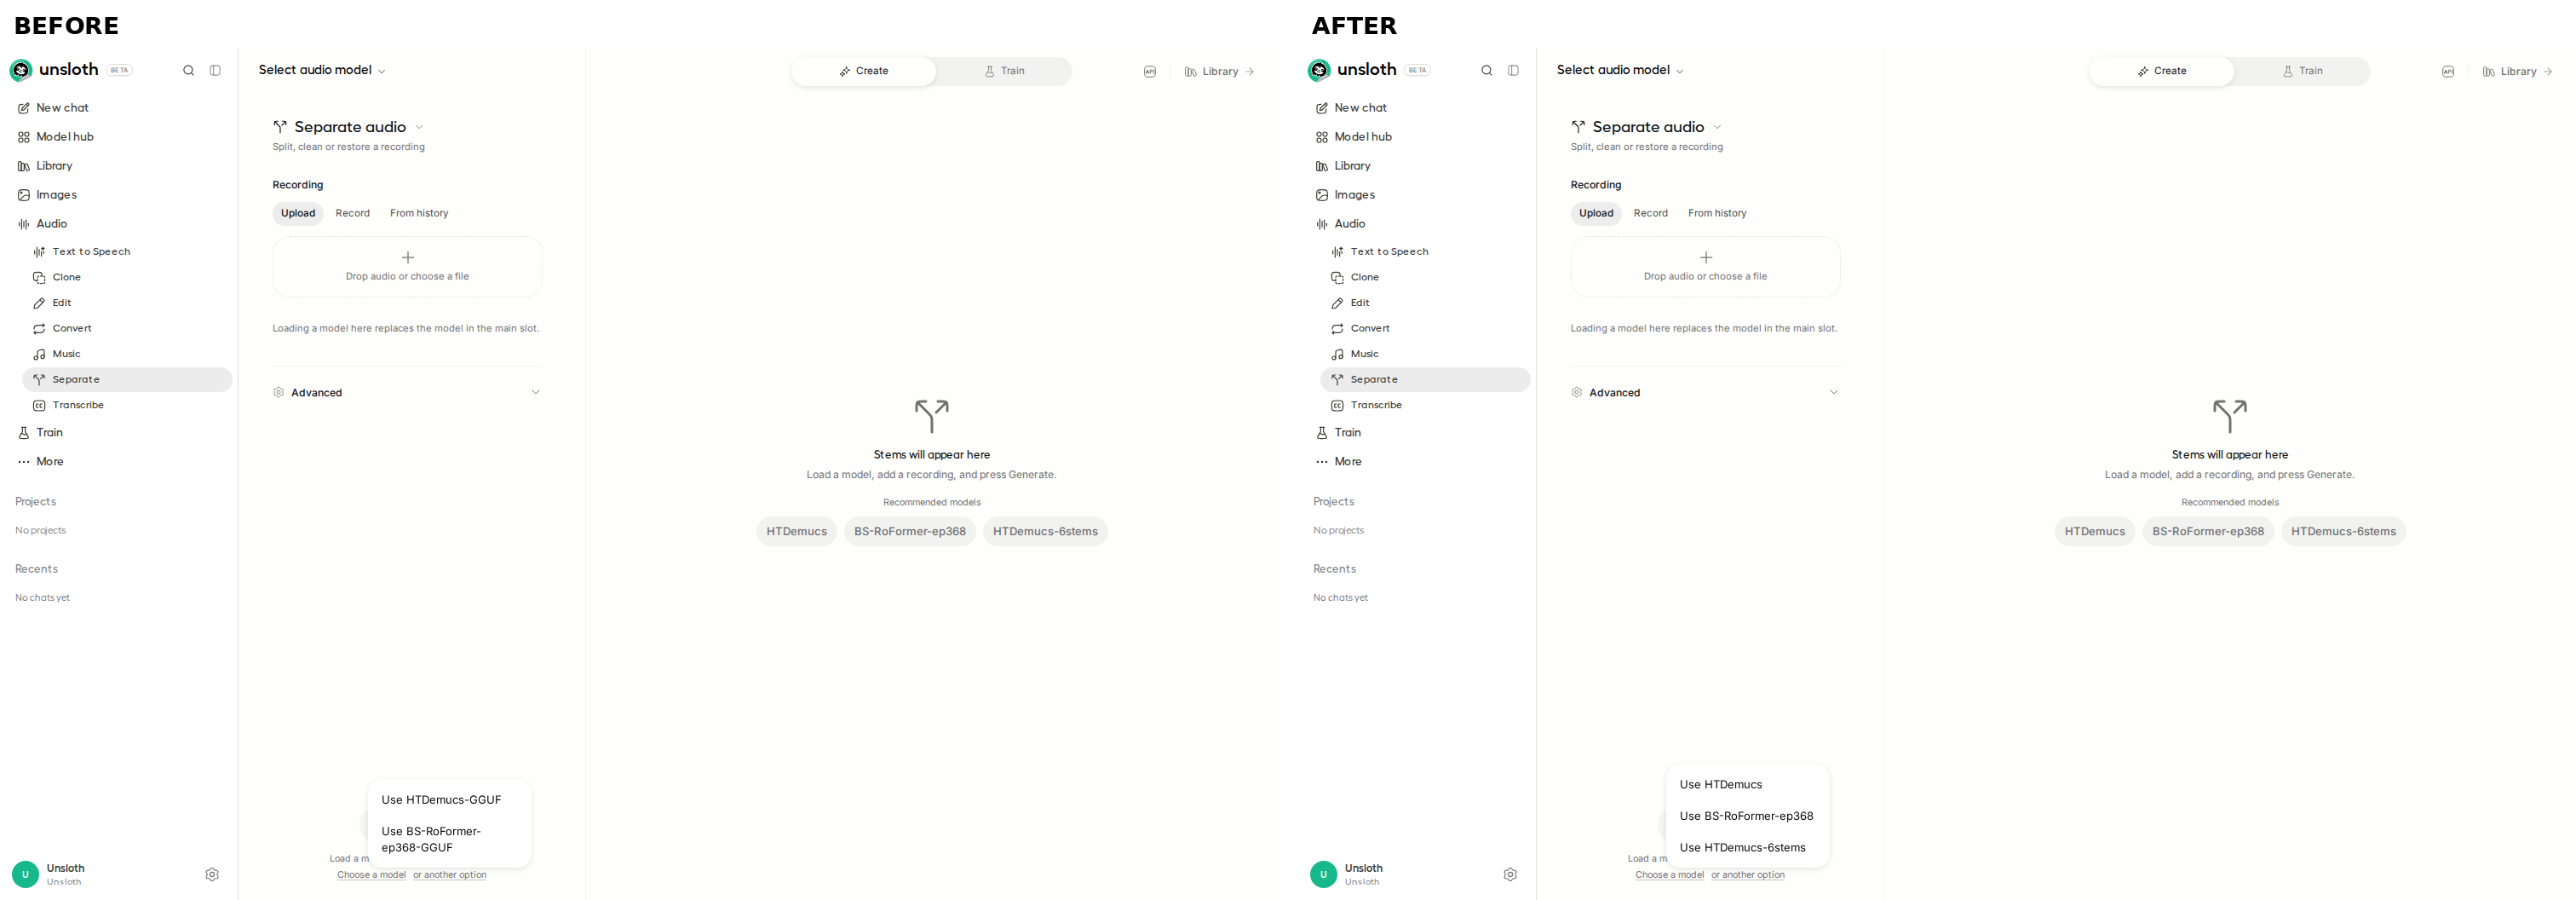 BEFORE
unsloth BETA
New chat
Model hub
Library
Images
Audio
Text to Speech
Clone
Edit
Convert
Music
Separate
Transcribe
Train
More
Projects
No projects
Recents
No chats yet
U
Unsloth
Unsloth
Select audio model
Create
Train
API
Library
Separate audio
Split, clean or restore a recording
Recording
Upload
Record
From history
Drop audio or choose a file
Loading a model here replaces the model in the main slot.
Advanced
Stems will appear here
Load a model, add a recording, and press Generate.
Recommended models
HTDemucs
BS-RoFormer-ep368
HTDemucs-6stems
Use HTDemucs-GGUF
Use BS-RoFormer-
ep368-GGUF
Load a m
Choose a model or another option
AFTER
unsloth BETA
New chat
Model hub
Library
Images
Audio
Text to Speech
Clone
Edit
Convert
Music
Separate
Transcribe
Train
More
Projects
No projects
Recents
No chats yet
U
Unsloth
Unsloth
Select audio model
Create
Train
API
Library
Separate audio
Split, clean or restore a recording
Recording
Upload
Record
From history
Drop audio or choose a file
Loading a model here replaces the model in the main slot.
Advanced
Stems will appear here
Load a model, add a recording, and press Generate.
Recommended models
HTDemucs
BS-RoFormer-ep368
HTDemucs-6stems
Use HTDemucs
Use BS-RoFormer-ep368
Use HTDemucs-6stems
Load a m
Choose a model or another option